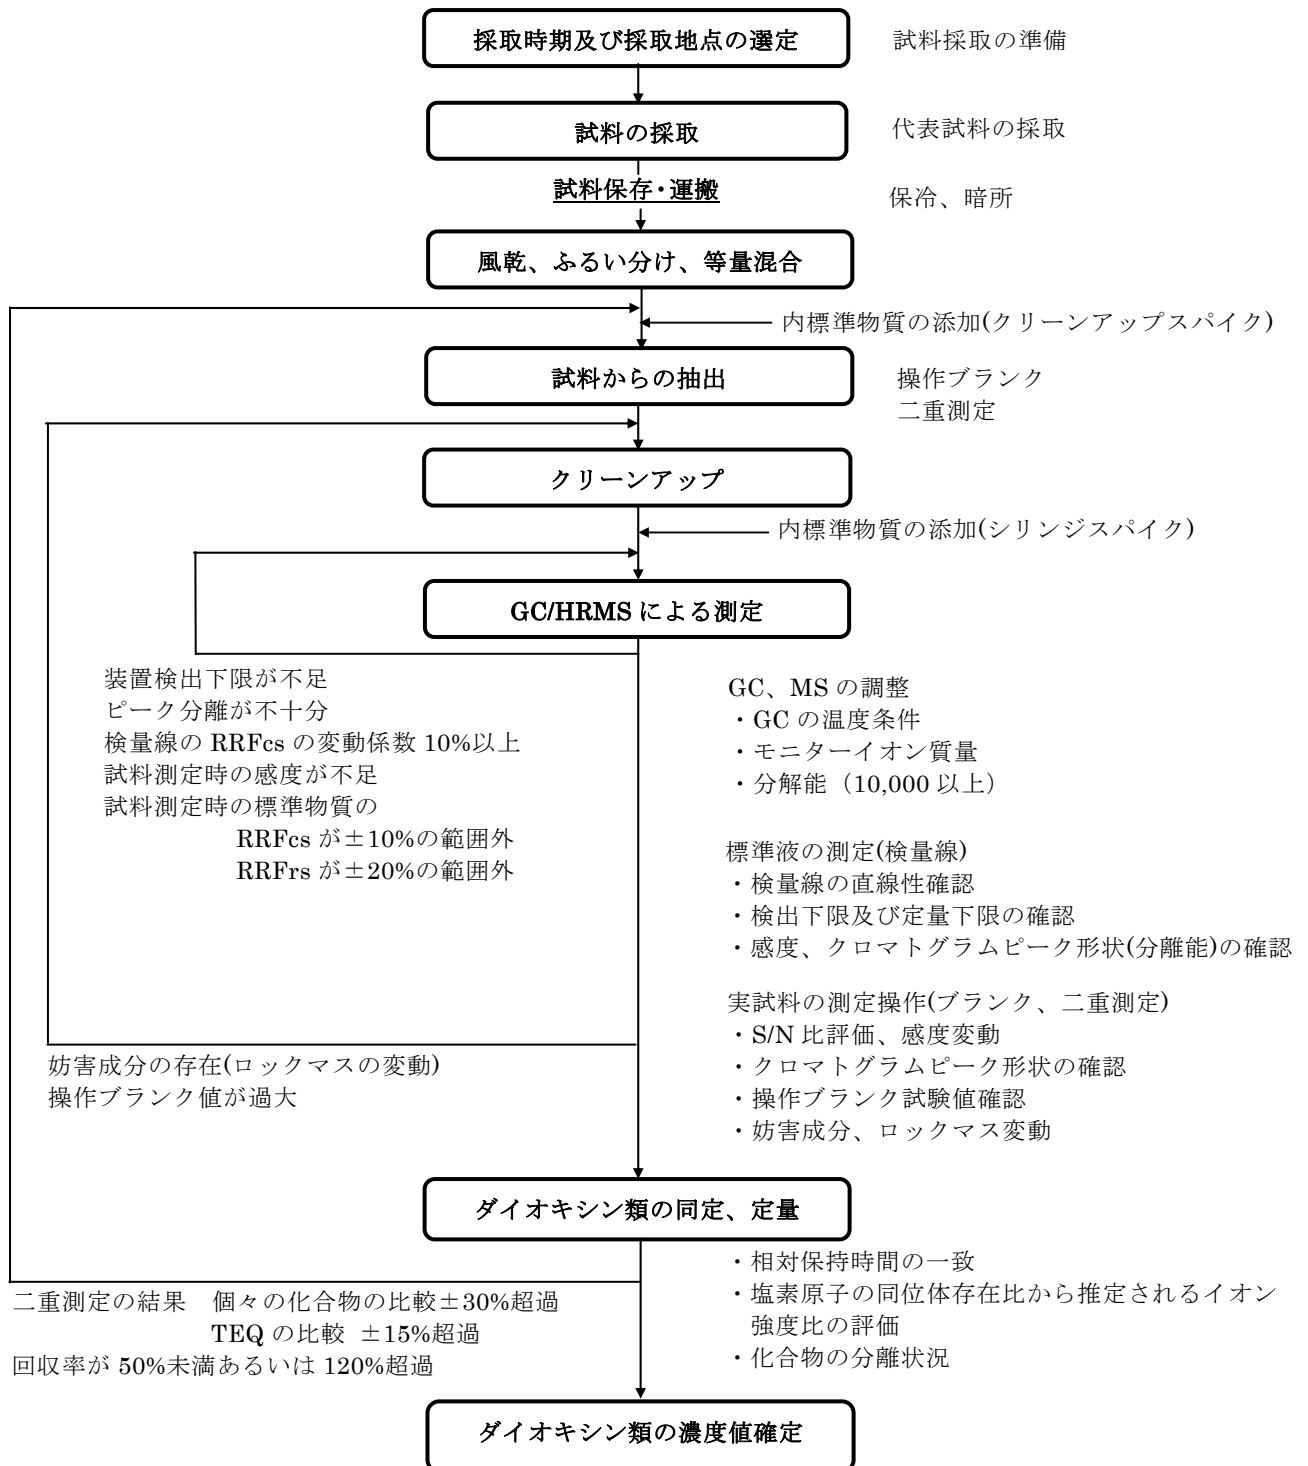 採取時期及び採取地点の選定
試料採取の準備
試料の採取
代表試料の採取
試料保存・運搬
保冷、暗所
風乾、ふるい分け、等量混合
内標準物質の添加(クリーンアップスパイク)
試料からの抽出
操作ブランク
二重測定
クリーンアップ
内標準物質の添加(シリンジスパイク)
GC/HRMS による測定
装置検出下限が不足
ピーク分離が不十分
検量線の RRFcs の変動係数 10%以上
試料測定時の感度が不足
試料測定時の標準物質の
RRFcs が±10%の範囲外
RRFrs が±20%の範囲外
GC、MS の調整
・GC の温度条件
・モニターイオン質量
・分解能（10,000 以上）
標準液の測定(検量線)
・検量線の直線性確認
・検出下限及び定量下限の確認
・感度、クロマトグラムピーク形状(分離能)の確認
実試料の測定操作(ブランク、二重測定)
・S/N 比評価、感度変動
・クロマトグラムピーク形状の確認
・操作ブランク試験値確認
・妨害成分、ロックマス変動
妨害成分の存在(ロックマスの変動)
操作ブランク値が過大
ダイオキシン類の同定、定量
・相対保持時間の一致
・塩素原子の同位体存在比から推定されるイオン
強度比の評価
・化合物の分離状況
二重測定の結果　個々の化合物の比較±30%超過
TEQ の比較 ±15%超過
回収率が 50%未満あるいは 120%超過
ダイオキシン類の濃度値確定